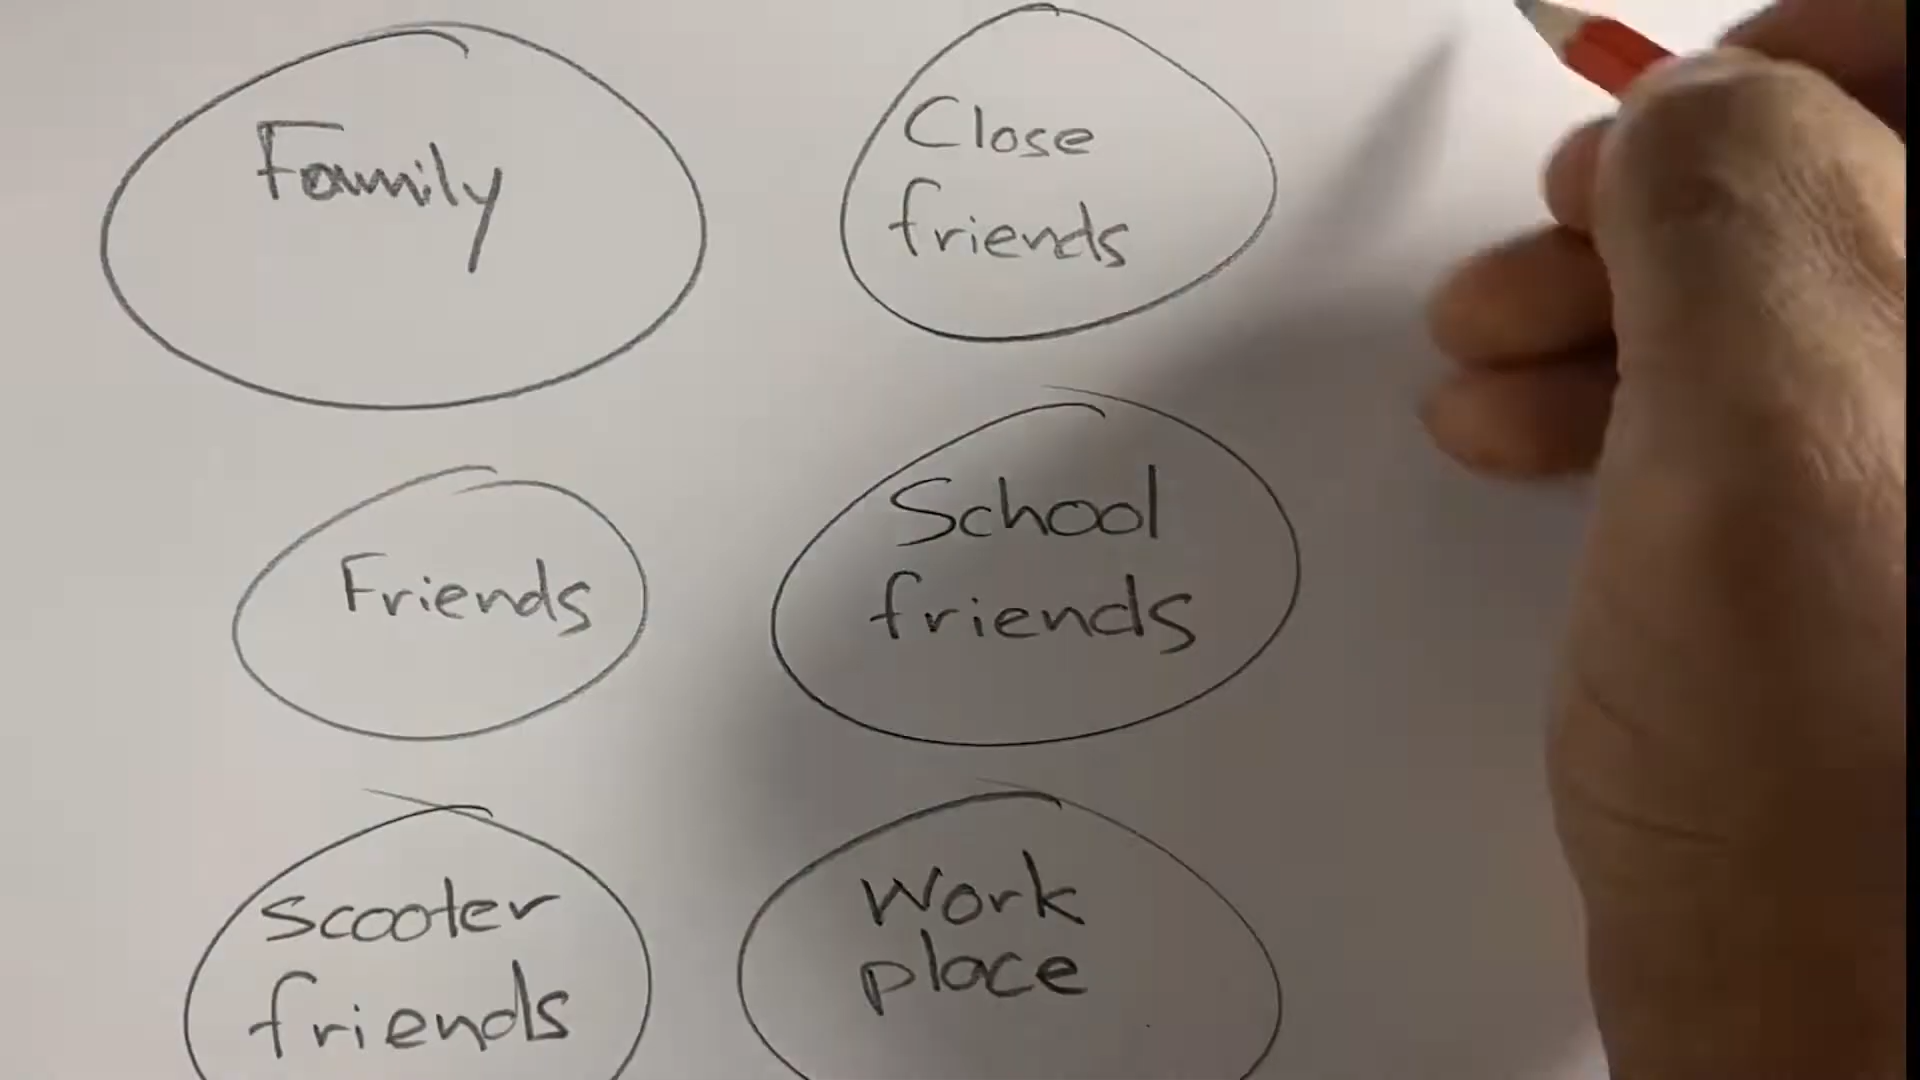 Family
Close
friends
Friends
School
friends
Scooter
friends
Work
place